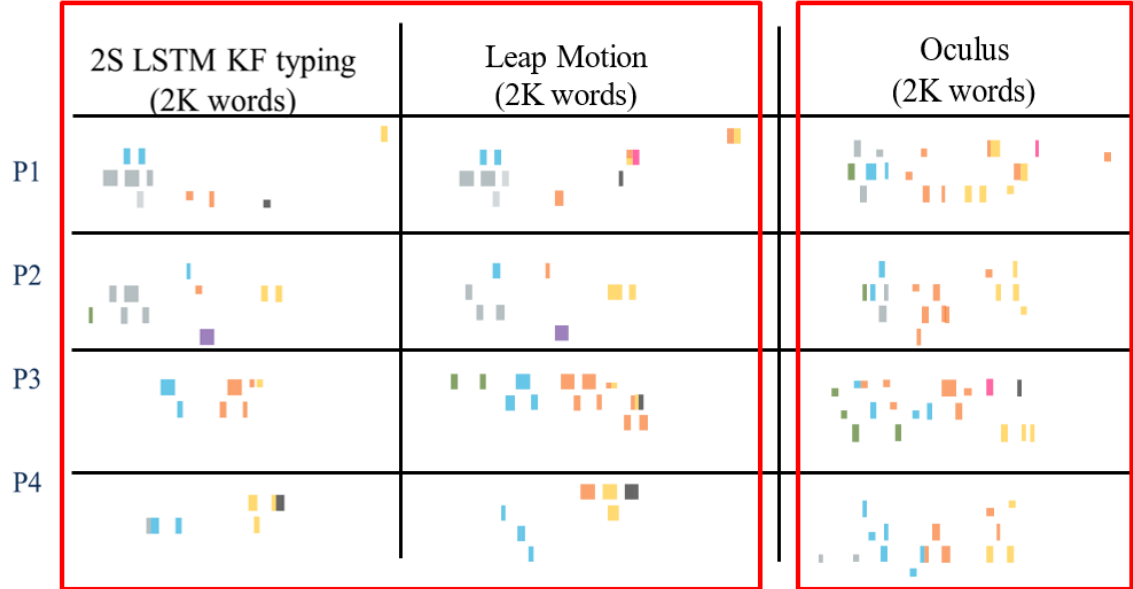 2S LSTM KF typing
(2K words)
Leap Motion
(2K words)
Oculus
(2K words)
P1
P2
P3
P4